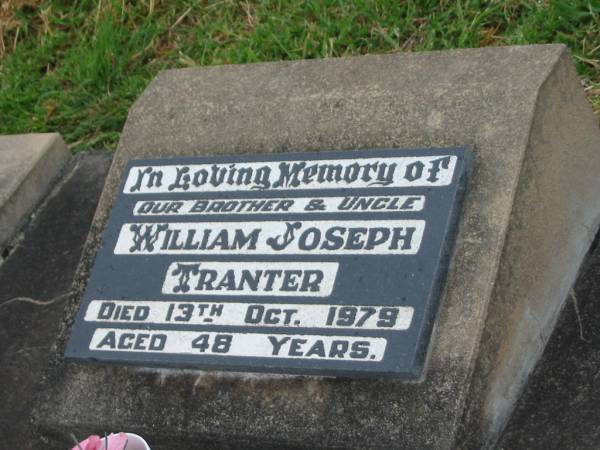 In Loving Memory of
OUR BROTHER & UNCLE
WILLIAM JOSEPH
TRANTER
DIED 13TH OCT. 1979
AGED 48 YEARS.